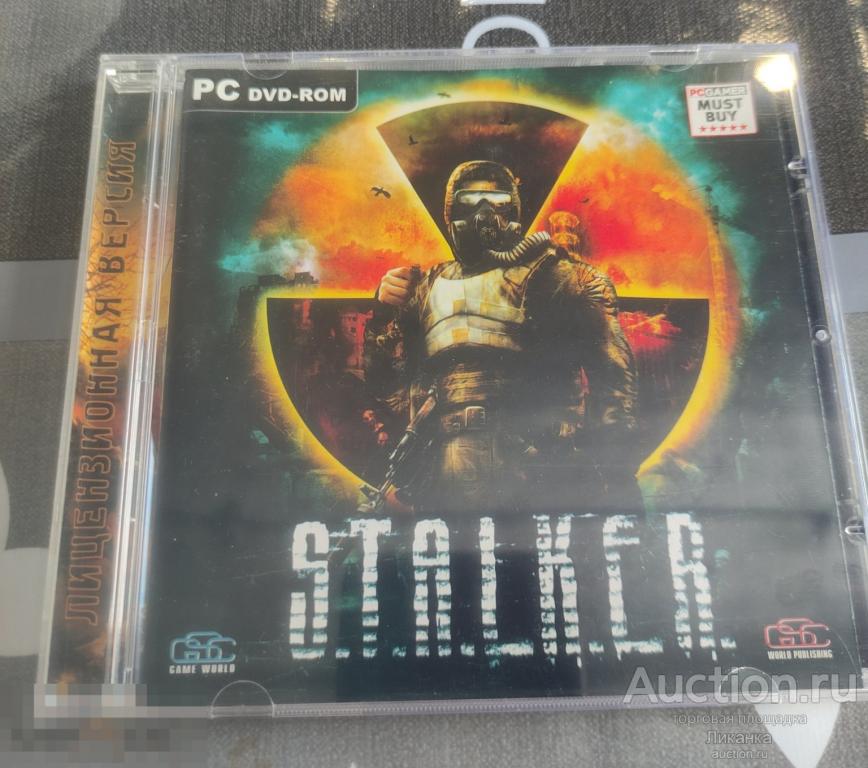 PC DVD-ROM
PC GAMER
MUST
BUY
ЛИЦЕНЗИОННАЯ ВЕРСИЯ
S.T.A.L.K.E.R
GSC
GAME WORLD
GSC
WORLD PUBLISHING
Auction.ru
торговая площадка
Ликанка
auction.ru